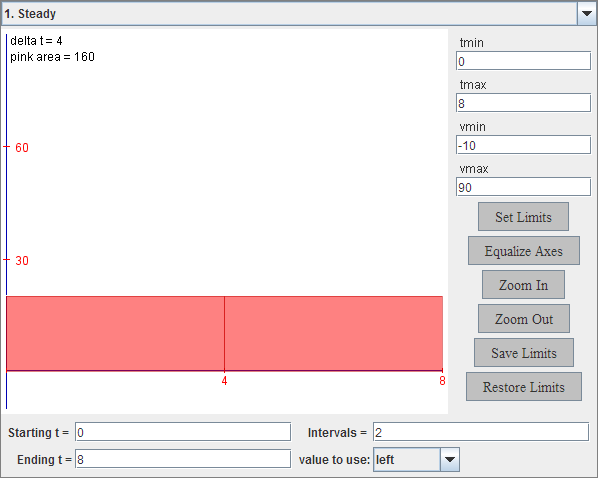 1. Steady
delta t = 4
pink area = 160
60
30
4
8
tmin
0
tmax
8
vmin
-10
vmax
90
Set Limits
Equalize Axes
Zoom In
Zoom Out
Save Limits
Restore Limits
Starting t = 0
Intervals = 2
Ending t = 8
value to use: left